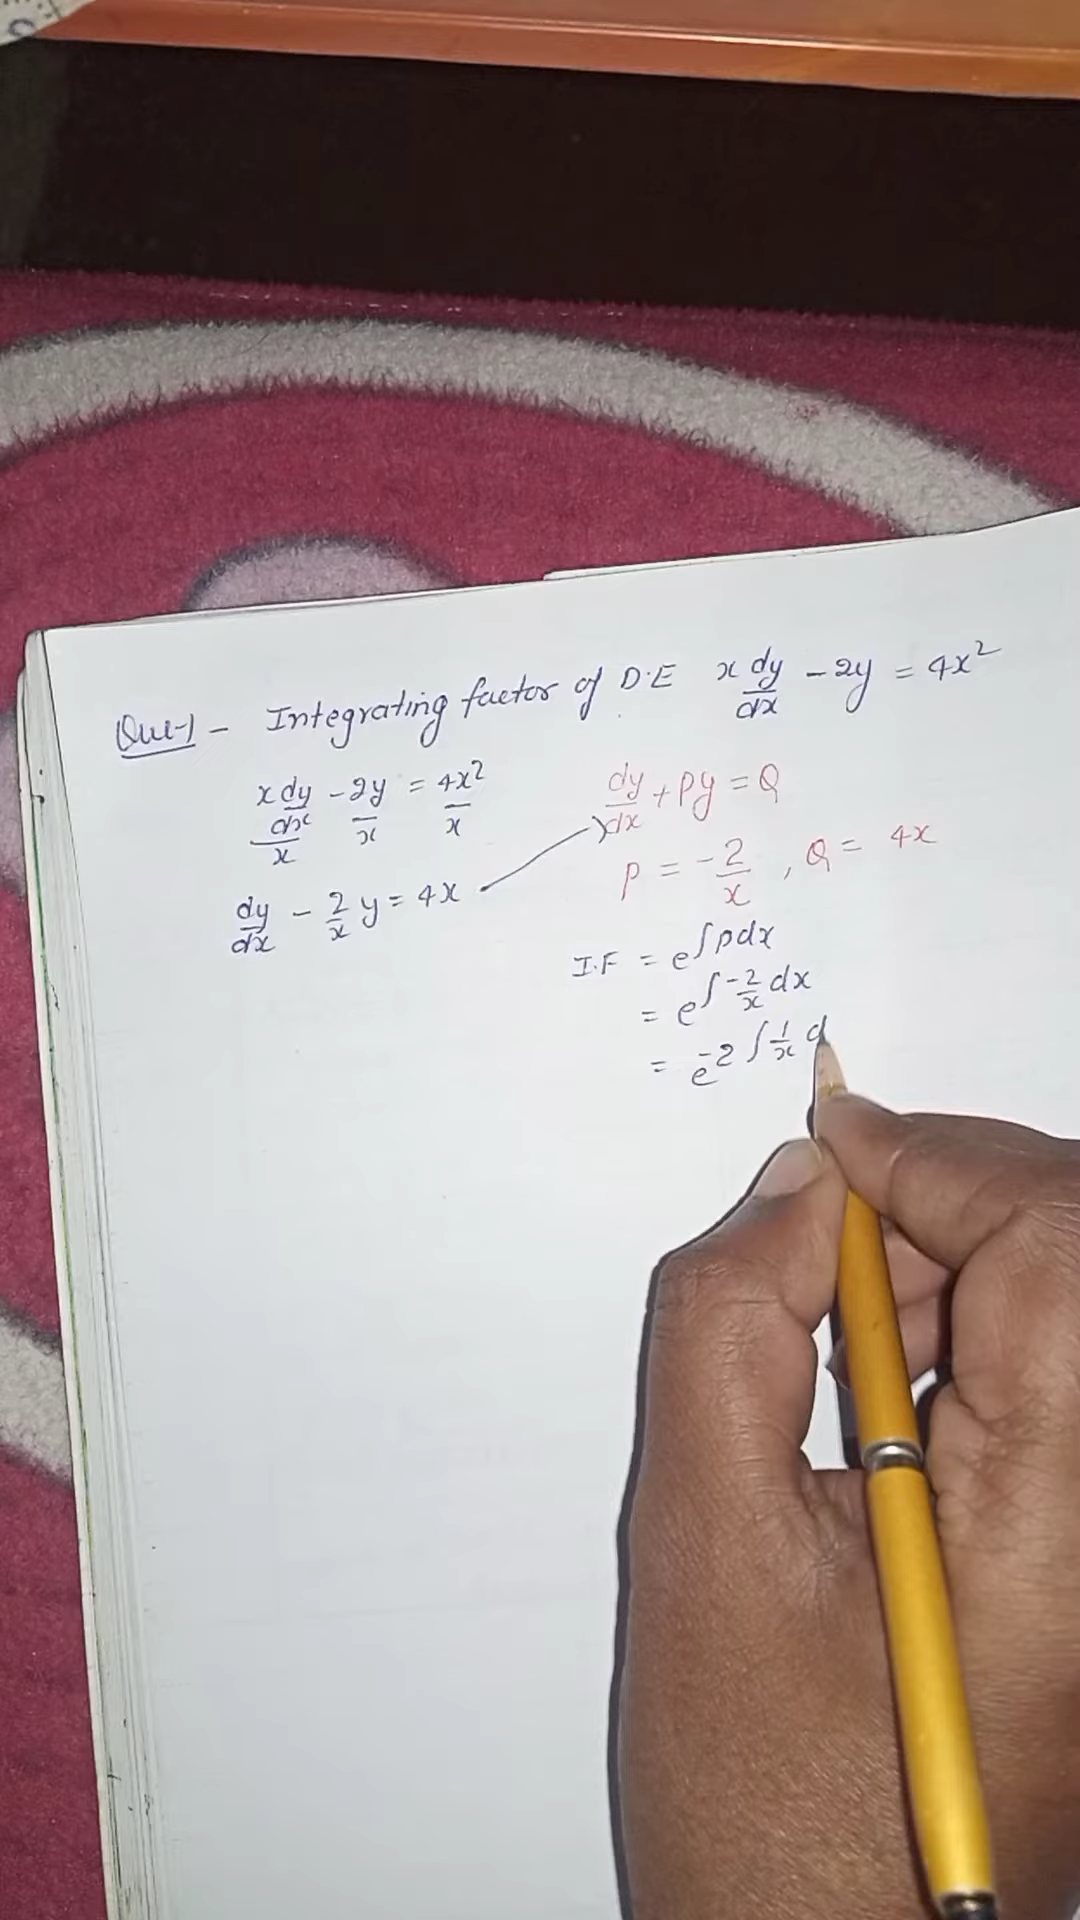 Que-1 - Integrating factor of D.E x dy/dx - 2y = 4x²
x dy/dx / x - 2y/x = 4x²/x
dy/dx + Py = Q
dy/dx - 2/x y = 4x
P = -2/x , Q = 4x
I.F = e^∫pdx
= e^∫-2/x dx
= e^-2∫1/x d